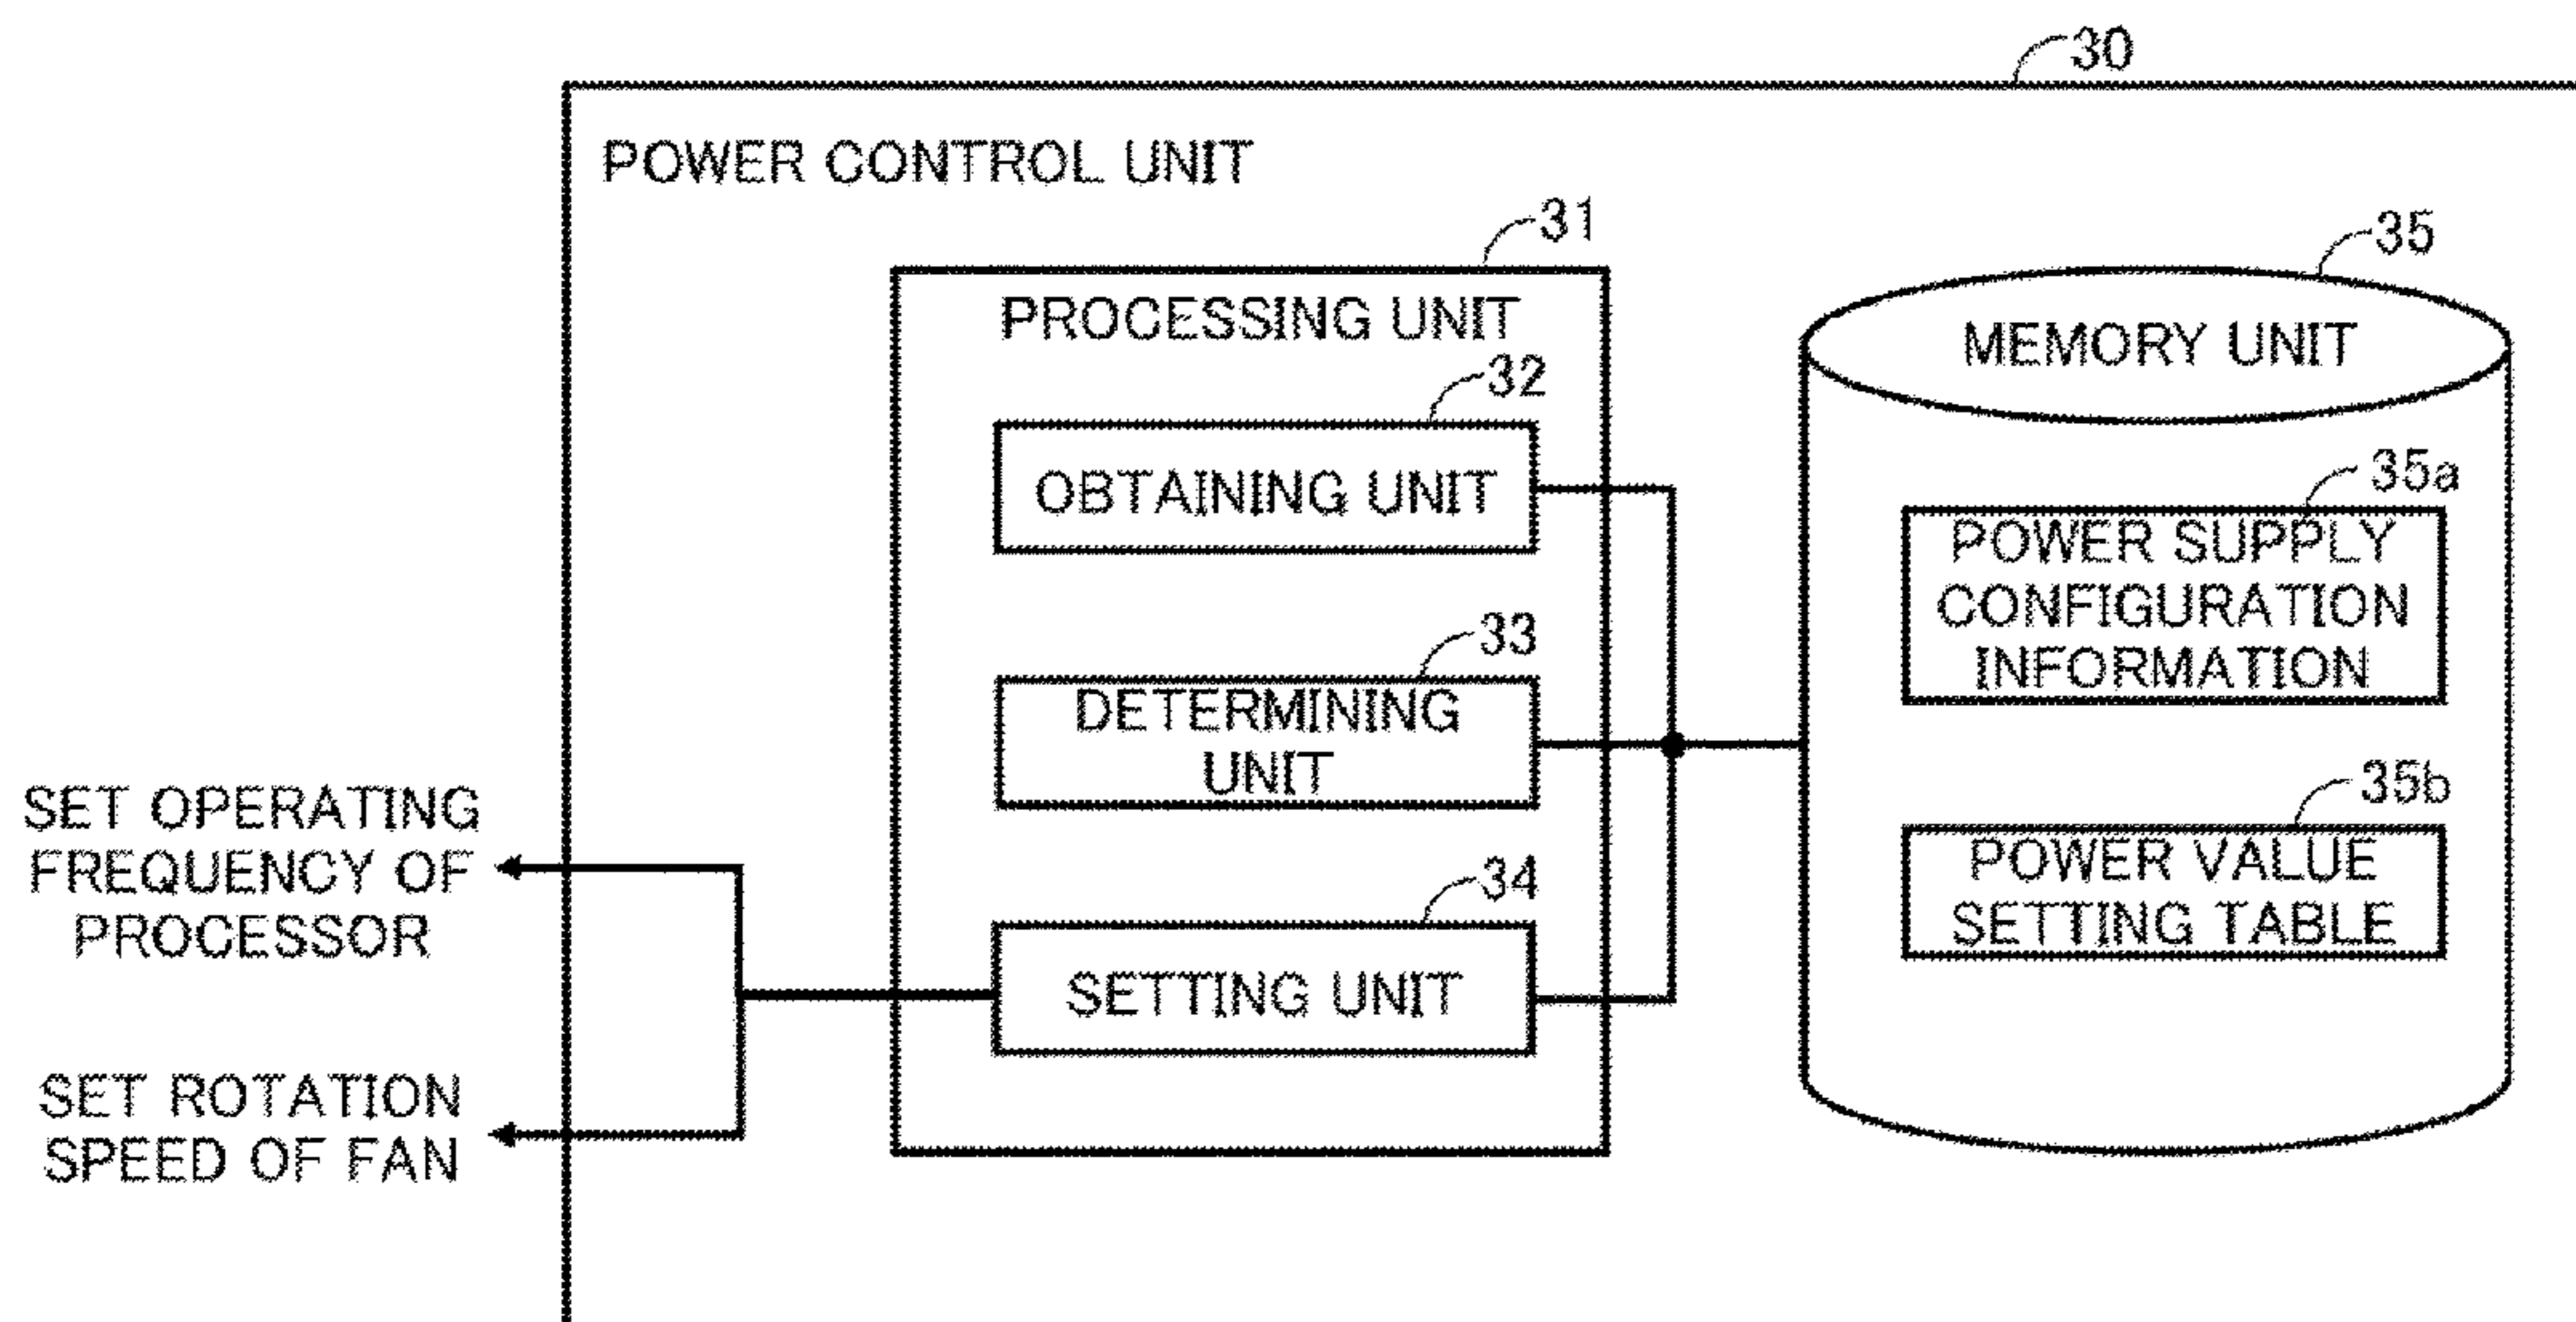 30
POWER CONTROL UNIT
31
PROCESSING UNIT
32
OBTAINING UNIT
33
DETERMINING
UNIT
34
SETTING UNIT
35
MEMORY UNIT
35a
POWER SUPPLY
CONFIGURATION
INFORMATION
35b
POWER VALUE
SETTING TABLE
SET OPERATING
FREQUENCY OF
PROCESSOR
SET ROTATION
SPEED OF FAN